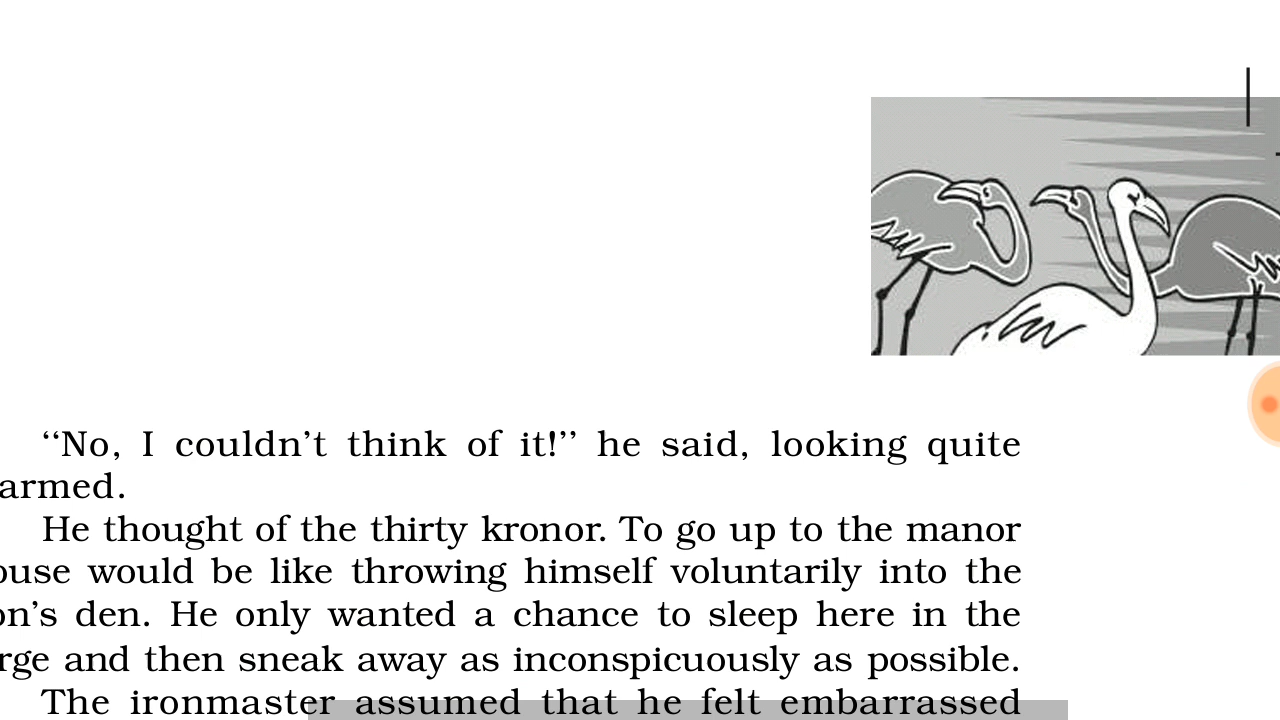 ‘‘No, I couldn’t think of it!’’ he said, looking quite
armed.
He thought of the thirty kronor. To go up to the manor
ouse would be like throwing himself voluntarily into the
on’s den. He only wanted a chance to sleep here in the
rge and then sneak away as inconspicuously as possible.
The ironmaster assumed that he felt embarrassed